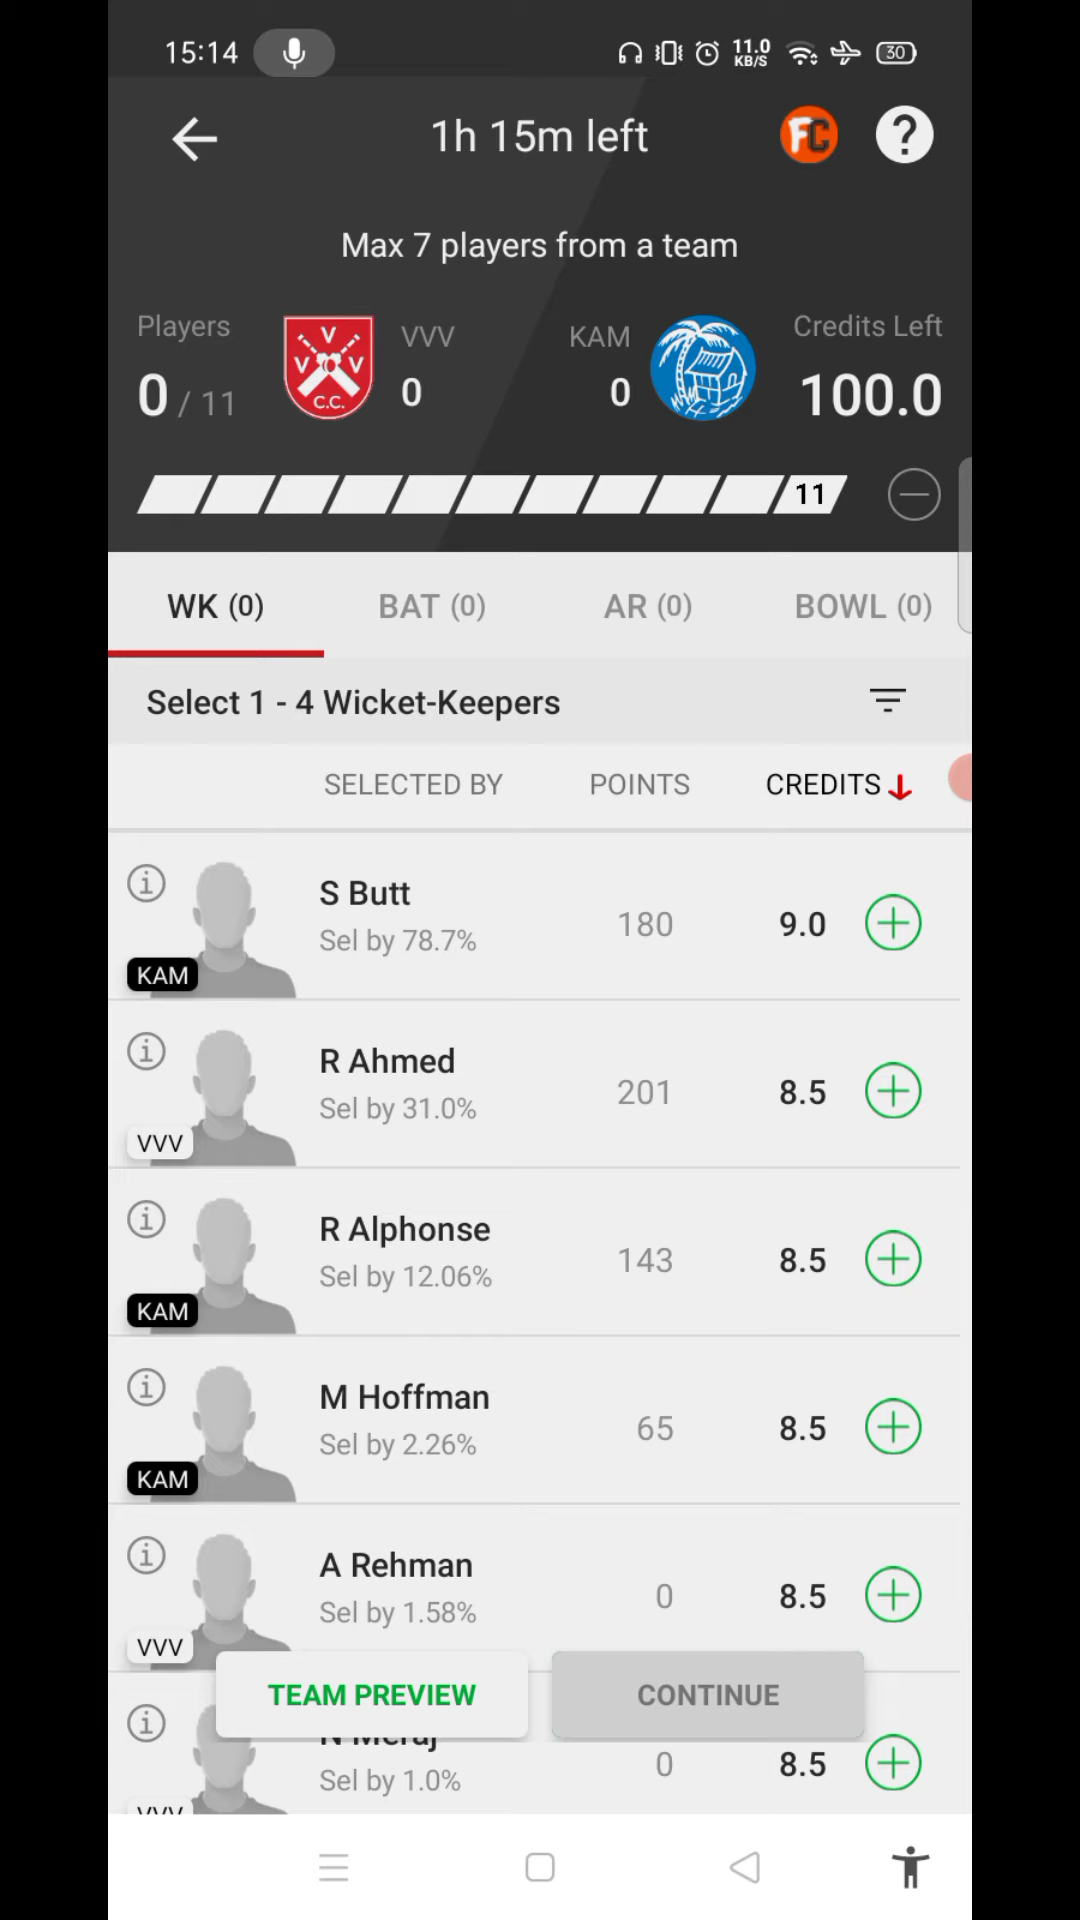 15:14
11.0
KB/S
30
1h 15m left
FC
?
Max 7 players from a team
Players
0 / 11
V V V
C.C.
VVV
0
KAM
0
Credits Left
100.0
11
WK (0)
BAT (0)
AR (0)
BOWL (0)
Select 1 - 4 Wicket-Keepers
SELECTED BY
POINTS
CREDITS
S Butt
Sel by 78.7%
180
9.0
KAM
R Ahmed
Sel by 31.0%
201
8.5
VVV
R Alphonse
Sel by 12.06%
143
8.5
KAM
M Hoffman
Sel by 2.26%
65
8.5
KAM
A Rehman
Sel by 1.58%
0
8.5
VVV
TEAM PREVIEW
CONTINUE
N Meraj
Sel by 1.0%
0
8.5
VVV